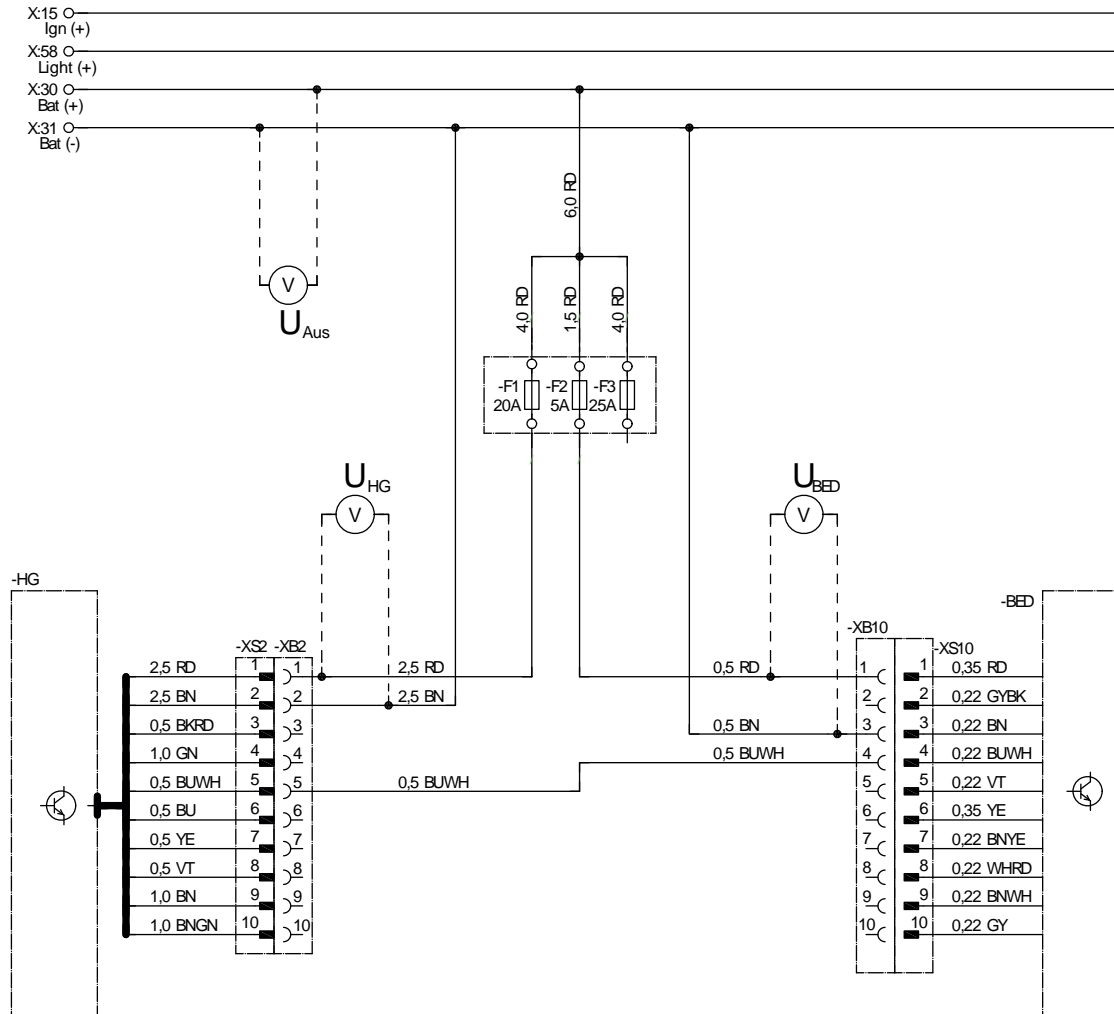 X:15
Ign (+)
X:58
Light (+)
X:30
Bat (+)
X:31
Bat (-)
6,0 RD
4,0 RD
1,5 RD
4,0 RD
V
U Aus
-F1
20A
-F2
5A
-F3
25A
U HG
V
U BED
V
-HG
-BED
-XS2 -XB2
-XB10
-XS10
2,5 RD 1 1 2,5 RD
2,5 BN 2 2 2,5 BN
0,5 BKRD 3 3
1,0 GN 4 4
0,5 BUWH 5 5 0,5 BUWH
0,5 BU 6 6
0,5 YE 7 7
0,5 VT 8 8
1,0 BN 9 9
1,0 BNGN 10 10
0,5 RD 1 1 0,35 RD
2 2 0,22 GYBK
0,5 BN 3 3 0,22 BN
0,5 BUWH 4 4 0,22 BUWH
5 5 0,22 VT
6 6 0,35 YE
7 7 0,22 BNYE
8 8 0,22 WHRD
9 9 0,22 BNWH
10 10 0,22 GY